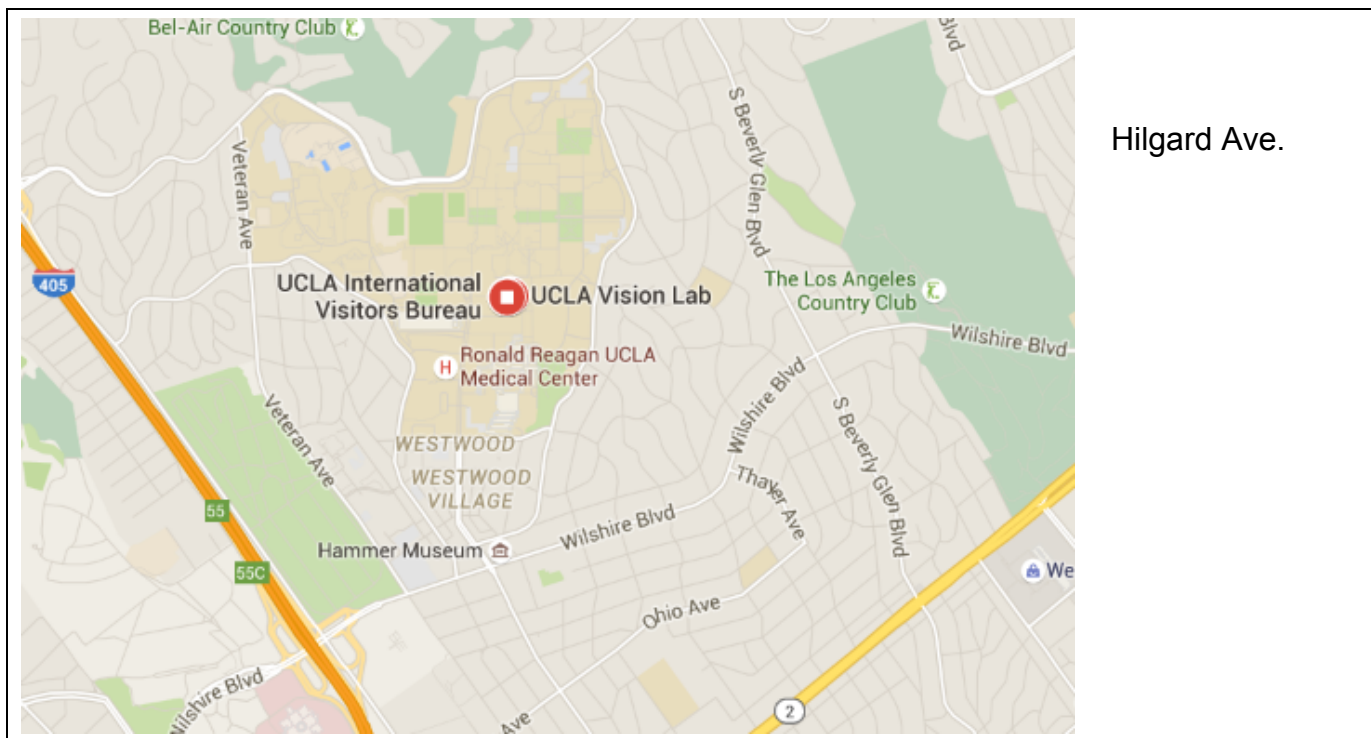 Bel-Air Country Club
Blvd
S Beverly Glen Blvd
Hilgard Ave.
Veteran Ave
405
UCLA International
Visitors Bureau
UCLA Vision Lab
The Los Angeles
Country Club
Wilshire Blvd
H
Ronald Reagan UCLA
Medical Center
Wilshire Blvd
Veteran Ave
S Beverly Glen Blvd
WESTWOOD
WESTWOOD
VILLAGE
Thayer Ave
55
Wilshire Blvd
Hammer Museum
55C
We
Ohio Ave
Wilshire Blvd
Ave
2